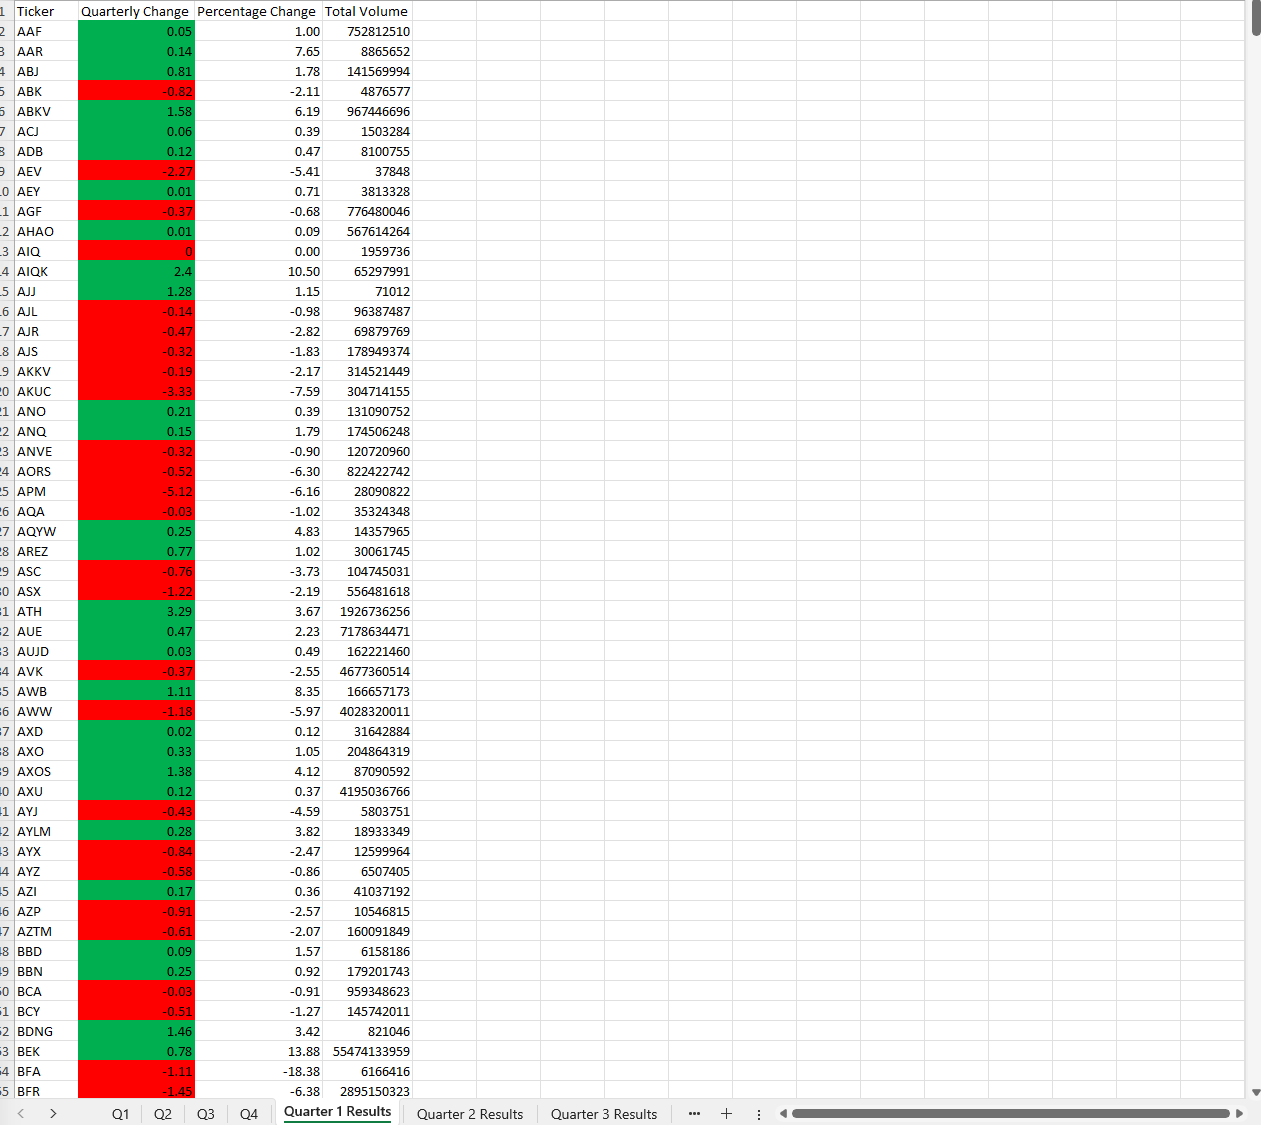 1 Ticker Quarterly Change Percentage Change Total Volume
2 AAF 0.05 1.00 752812510
3 AAR 0.14 7.65 8865652
4 ABJ 0.81 1.78 141569994
5 ABK -0.82 -2.11 4876577
6 ABKV 1.58 6.19 967446696
7 ACJ 0.06 0.39 1503284
8 ADB 0.12 0.47 8100755
9 AEV -2.27 -5.41 37848
10 AEY 0.01 0.71 3813328
11 AGF -0.37 -0.68 776480046
12 AHAO 0.01 0.09 567614264
13 AIQ 0 0.00 1959736
14 AIQK 2.4 10.50 65297991
15 AJJ 1.28 1.15 71012
16 AJL -0.14 -0.98 96387487
17 AJR -0.47 -2.82 69879769
18 AJS -0.32 -1.83 178949374
19 AKKV -0.19 -2.17 314521449
20 AKUC -3.33 -7.59 304714155
21 ANO 0.21 0.39 131090752
22 ANQ 0.15 1.79 174506248
23 ANVE -0.32 -0.90 120720960
24 AORS -0.52 -6.30 822422742
25 APM -5.12 -6.16 28090822
26 AQA -0.03 -1.02 35324348
27 AQYW 0.25 4.83 14357965
28 AREZ 0.77 1.02 30061745
29 ASC -0.76 -3.73 104745031
30 ASX -1.22 -2.19 556481618
31 ATH 3.29 3.67 1926736256
32 AUE 0.47 2.23 7178634471
33 AUJD 0.03 0.49 162221460
34 AVK -0.37 -2.55 4677360514
35 AWB 1.11 8.35 166657173
36 AWW -1.18 -5.97 4028320011
37 AXD 0.02 0.12 31642884
38 AXO 0.33 1.05 204864319
39 AXOS 1.38 4.12 87090592
40 AXU 0.12 0.37 4195036766
41 AYJ -0.43 -4.59 5803751
42 AYLM 0.28 3.82 18933349
43 AYX -0.84 -2.47 12599964
44 AYZ -0.58 -0.86 6507405
45 AZI 0.17 0.36 41037192
46 AZP -0.91 -2.57 10546815
47 AZTM -0.61 -2.07 160091849
48 BBD 0.09 1.57 6158186
49 BBN 0.25 0.92 179201743
50 BCA -0.03 -0.91 959348623
51 BCY -0.51 -1.27 145742011
52 BDNG 1.46 3.42 821046
53 BEK 0.78 13.88 55474133959
54 BFA -1.11 -18.38 6166416
55 BFR -1.45 -6.38 2895150323
Q1 Q2 Q3 Q4 Quarter 1 Results Quarter 2 Results Quarter 3 Results